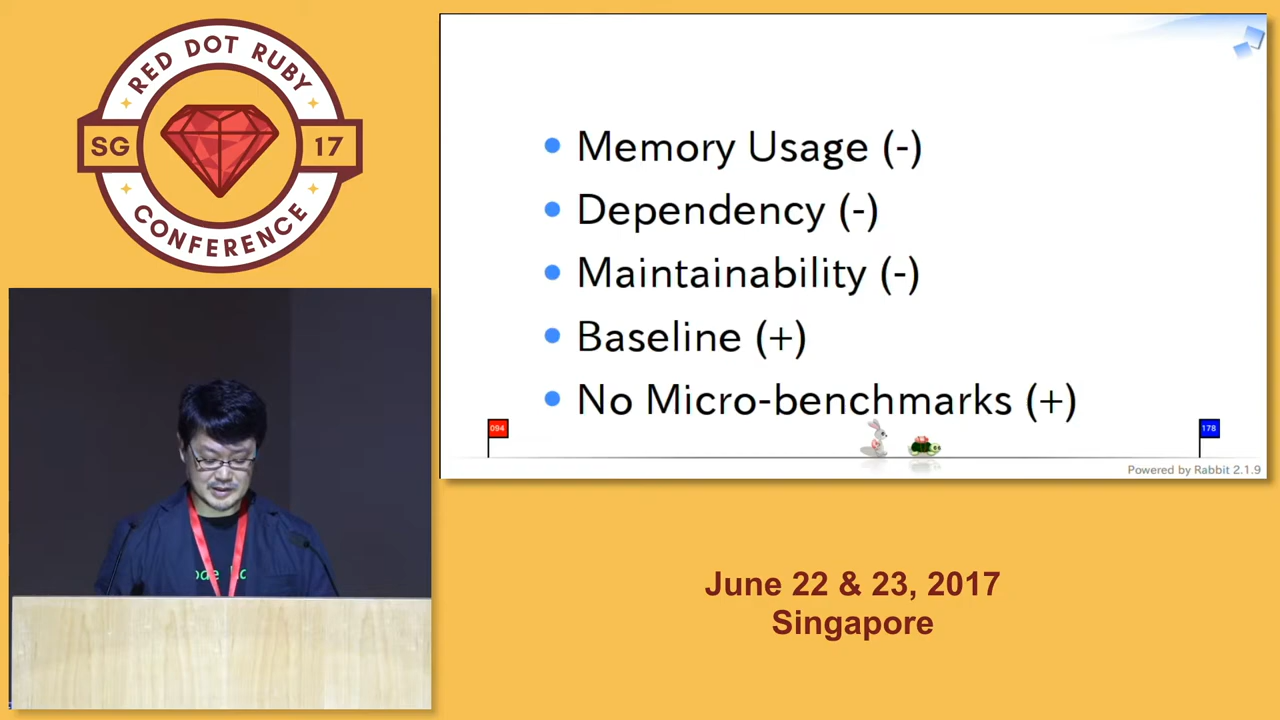 RED DOT RUBY
SG
17
CONFERENCE
Memory Usage (-)
Dependency (-)
Maintainability (-)
Baseline (+)
No Micro-benchmarks (+)
094
178
Powered by Rabbit 2.1.9
June 22 & 23, 2017
Singapore